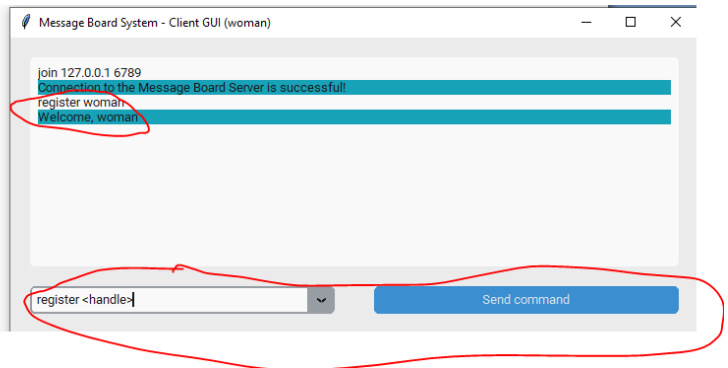 Message Board System - Client GUI (woman)
join 127.0.0.1 6789
Connection to the Message Board Server is successful!
register woman
Welcome, woman
register <handle>
Send command